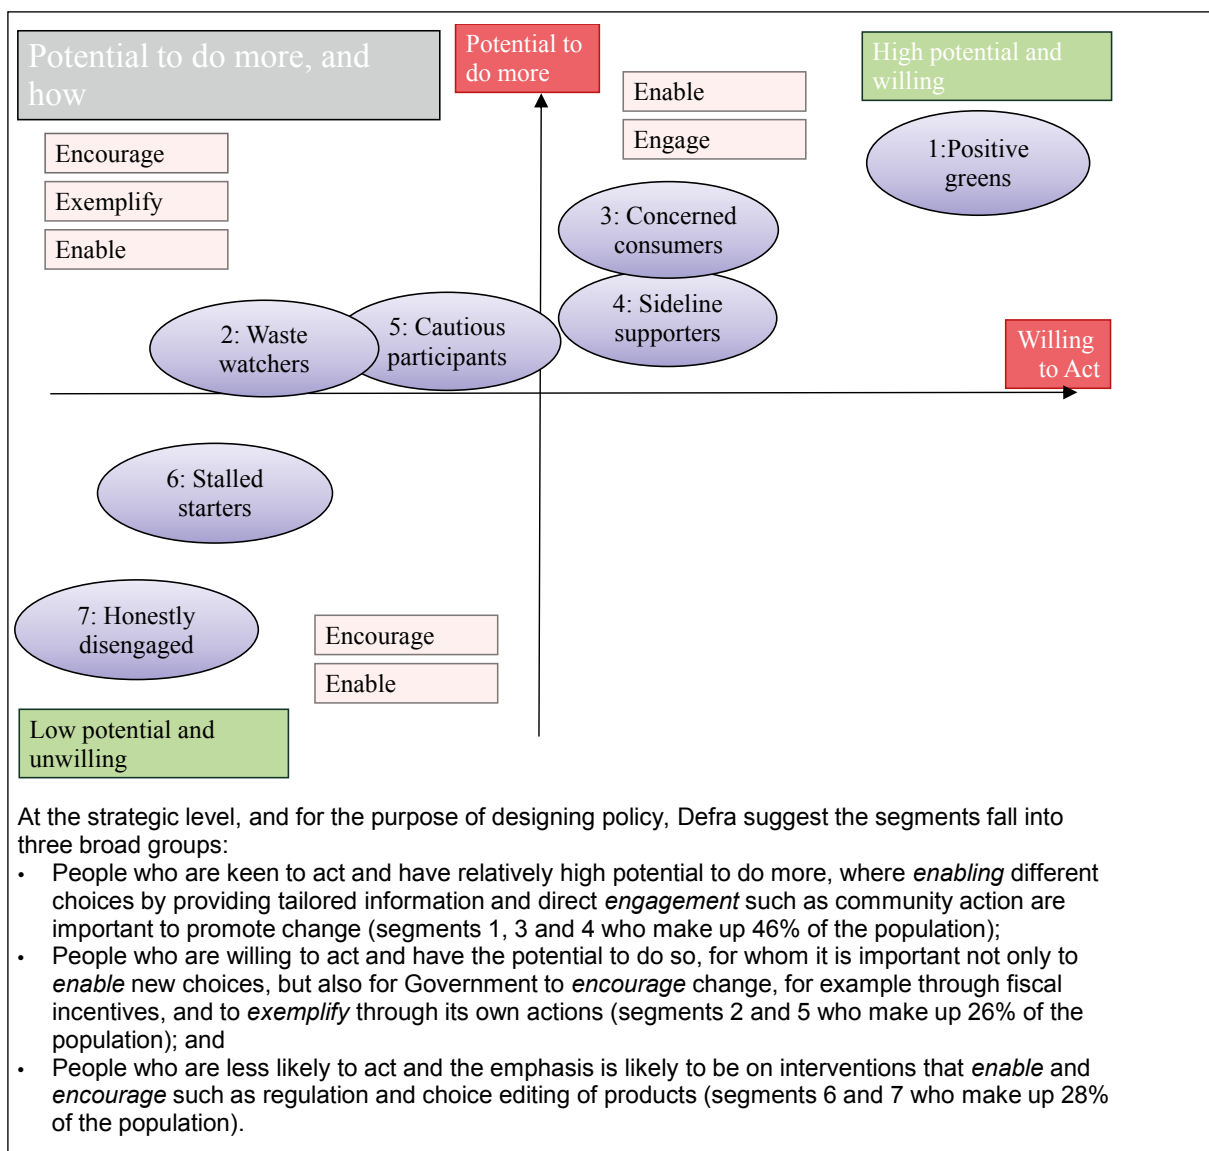 Potential to do more, and
how
Potential to
do more
High potential and
willing
Encourage
Exemplify
Enable
Enable
Engage
1:Positive
greens
3: Concerned
consumers
4: Sideline
supporters
2: Waste
watchers
5: Cautious
participants
Willing
to Act
6: Stalled
starters
7: Honestly
disengaged
Encourage
Enable
Low potential and
unwilling
At the strategic level, and for the purpose of designing policy, Defra suggest the segments fall into
three broad groups:
• People who are keen to act and have relatively high potential to do more, where enabling different
choices by providing tailored information and direct engagement such as community action are
important to promote change (segments 1, 3 and 4 who make up 46% of the population);
• People who are willing to act and have the potential to do so, for whom it is important not only to
enable new choices, but also for Government to encourage change, for example through fiscal
incentives, and to exemplify through its own actions (segments 2 and 5 who make up 26% of the
population); and
• People who are less likely to act and the emphasis is likely to be on interventions that enable and
encourage such as regulation and choice editing of products (segments 6 and 7 who make up 28%
of the population).